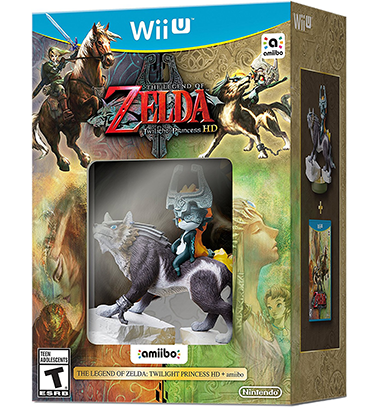 Wii U
amiibo
THE LEGEND OF
ZELDA
Twilight Princess HD
amiibo
THE LEGEND OF ZELDA: TWILIGHT PRINCESS HD + amiibo
TEEN
ADOLESCENTS
T
ESRB
Nintendo